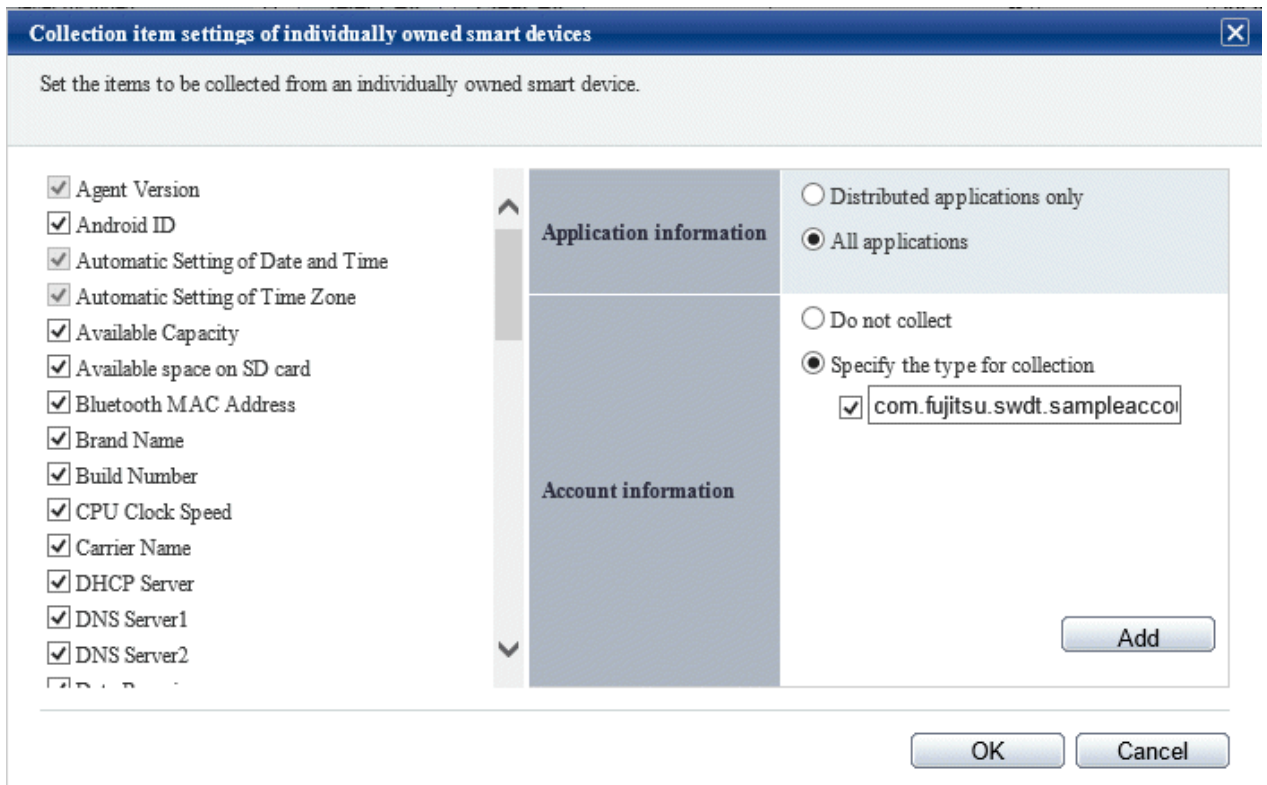 Collection item settings of individually owned smart devices
Set the items to be collected from an individually owned smart device.
Agent Version
Android ID
Automatic Setting of Date and Time
Automatic Setting of Time Zone
Available Capacity
Available space on SD card
Bluetooth MAC Address
Brand Name
Build Number
CPU Clock Speed
Carrier Name
DHCP Server
DNS Server1
DNS Server2
Application information
Distributed applications only
All applications
Account information
Do not collect
Specify the type for collection
com.fujitsu.swdt.sampleaccou
Add
OK
Cancel